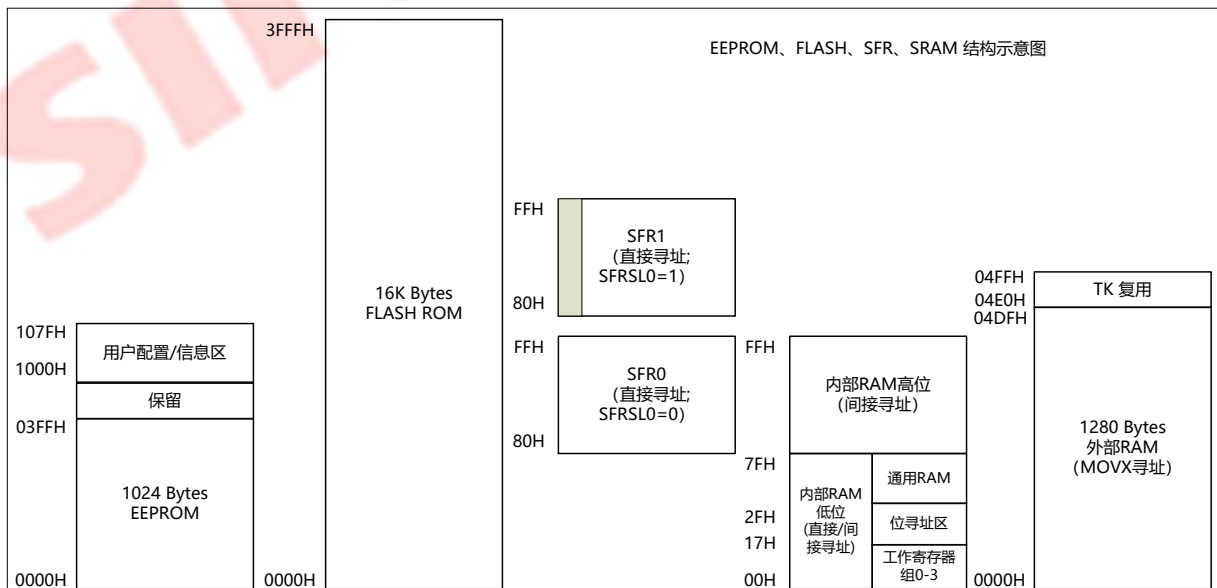 EEPROM、FLASH、SFR、SRAM 结构示意图
107FH
用户配置/信息区
1000H
保留
03FFH
1024 Bytes
EEPROM
0000H
3FFFH
16K Bytes
FLASH ROM
0000H
FFH
SFR1
(直接寻址;
SFRSL0=1)
80H
FFH
SFR0
(直接寻址;
SFRSL0=0)
80H
FFH
内部RAM高位
(间接寻址)
7FH
内部RAM
低位
(直接/间
接寻址)
通用RAM
2FH
位寻址区
17H
工作寄存器
组0-3
00H
04FFH
TK 复用
04E0H
04DFH
1280 Bytes
外部RAM
(MOVX寻址)
0000H